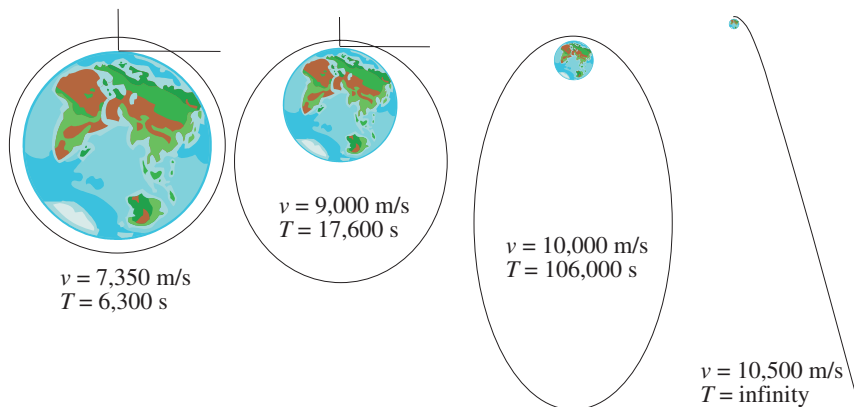 v = 7,350 m/s
T = 6,300 s
v = 9,000 m/s
T = 17,600 s
v = 10,000 m/s
T = 106,000 s
v = 10,500 m/s
T = infinity